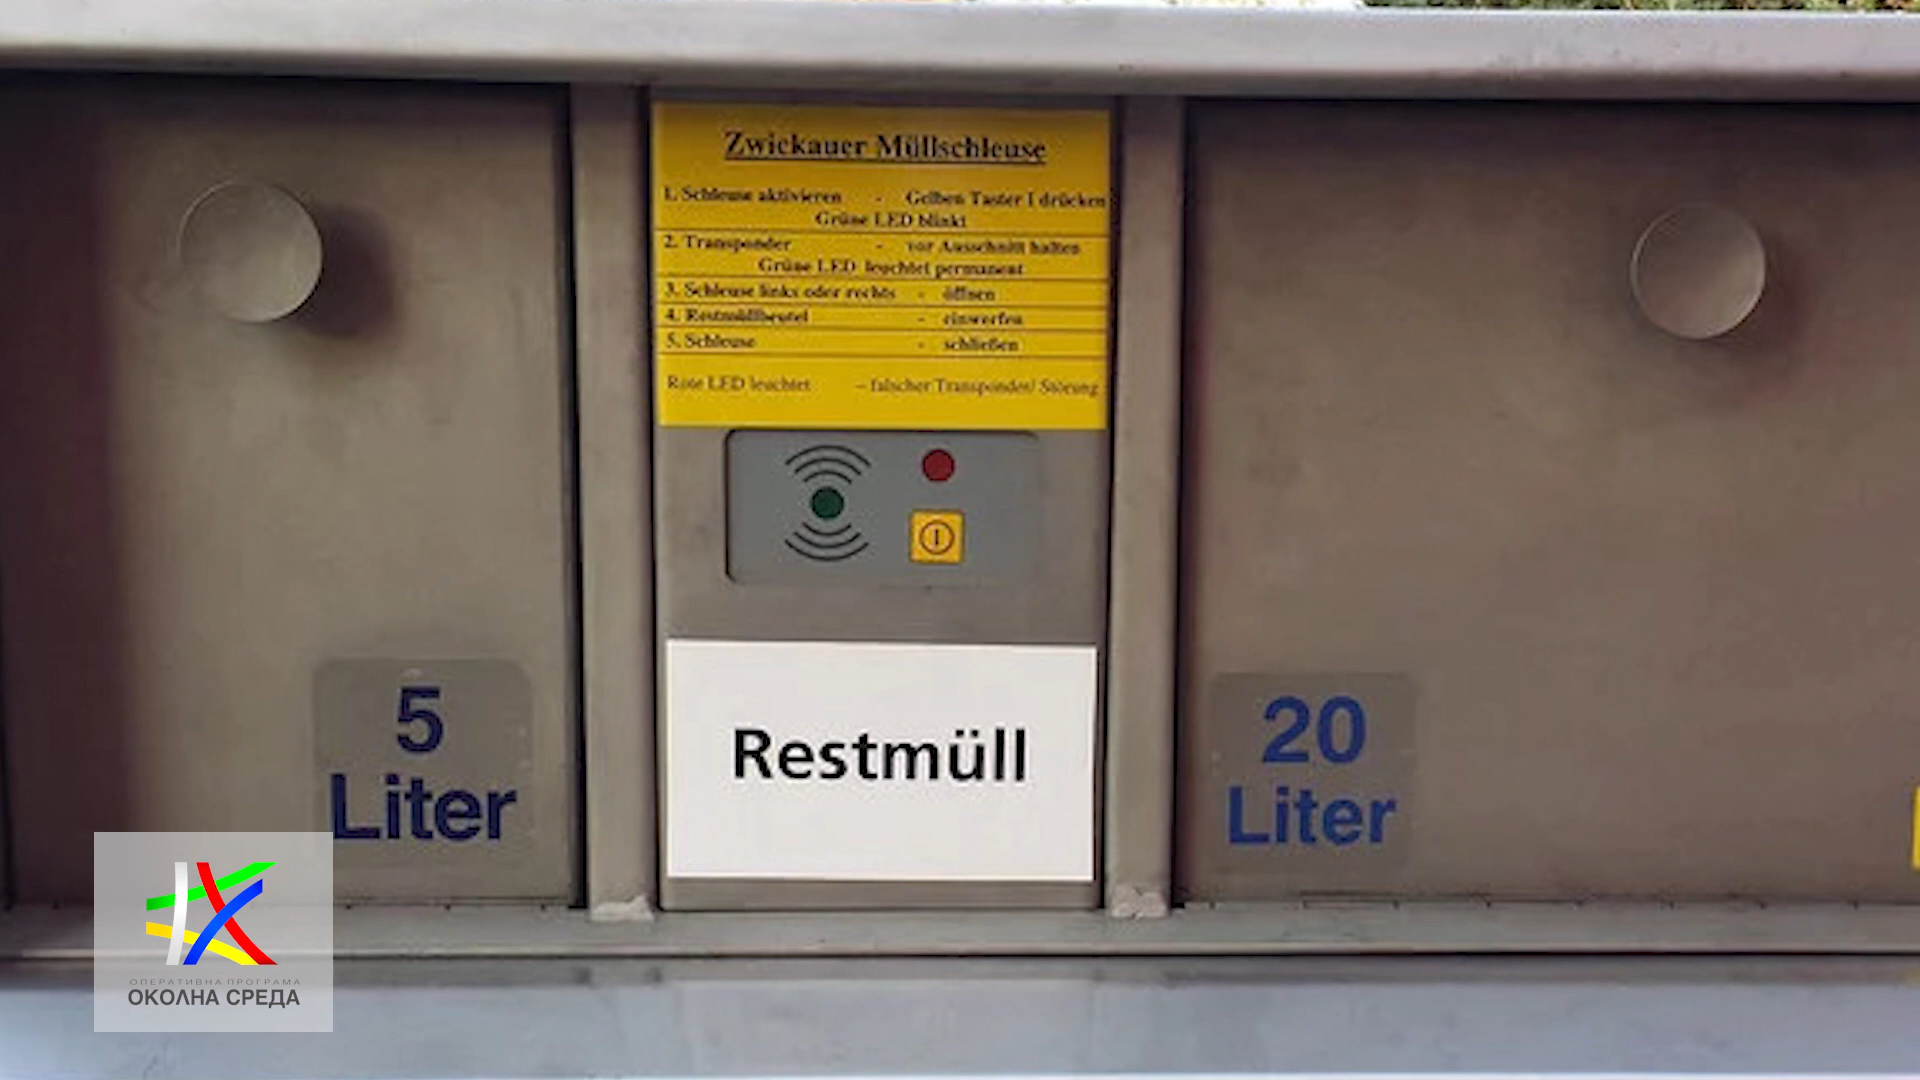 Zwickauer Müllschleuse
1. Schleuse aktivieren - Gelben Taster I drücken
Grüne LED blinkt
2. Transponder - vor Ausschnitt halten
Grüne LED leuchtet permanent
3. Schleuse links oder rechts - öffnen
4. Restmüllbeutel - einwerfen
5. Schleuse - schließen
Rote LED leuchtet – falscher Transponder/ Störung
Restmüll
5
Liter
20
Liter
ОПЕРАТИВНА ПРОГРАМА
ОКОЛНА СРЕДА